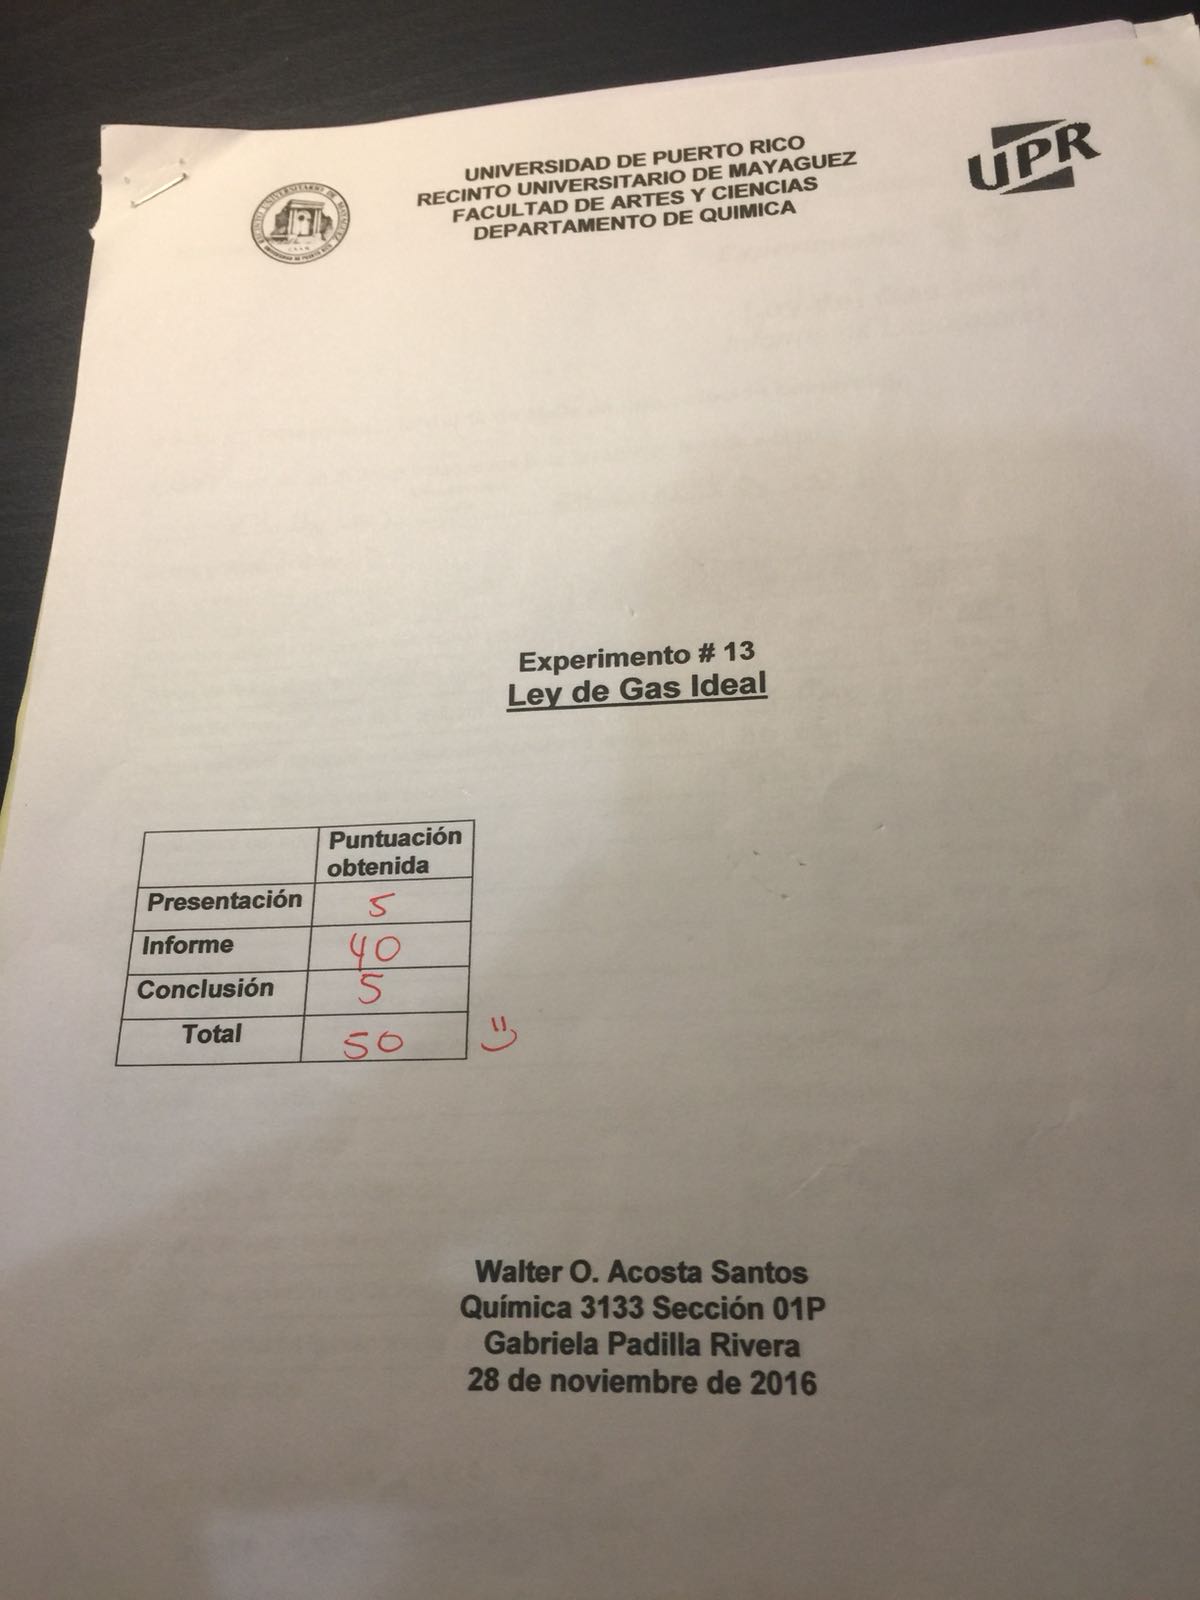 UNIVERSIDAD DE PUERTO RICO
RECINTO UNIVERSITARIO DE MAYAGUEZ
FACULTAD DE ARTES Y CIENCIAS
DEPARTAMENTO DE QUIMICA
UPR
Experimento # 13
Ley de Gas Ideal
Puntuación
obtenida
Presentación 5
Informe 40
Conclusión 5
Total 50
Walter O. Acosta Santos
Química 3133 Sección 01P
Gabriela Padilla Rivera
28 de noviembre de 2016